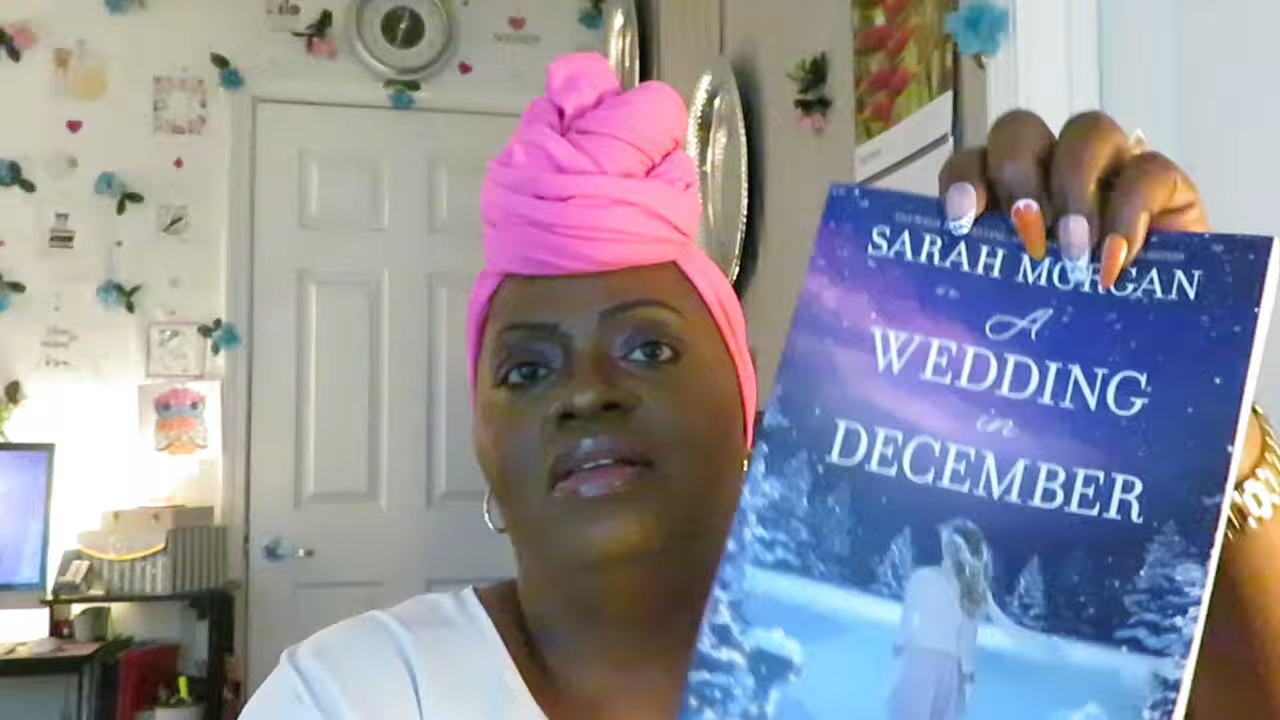 SARAH MORGAN
A
WEDDING
in
DECEMBER